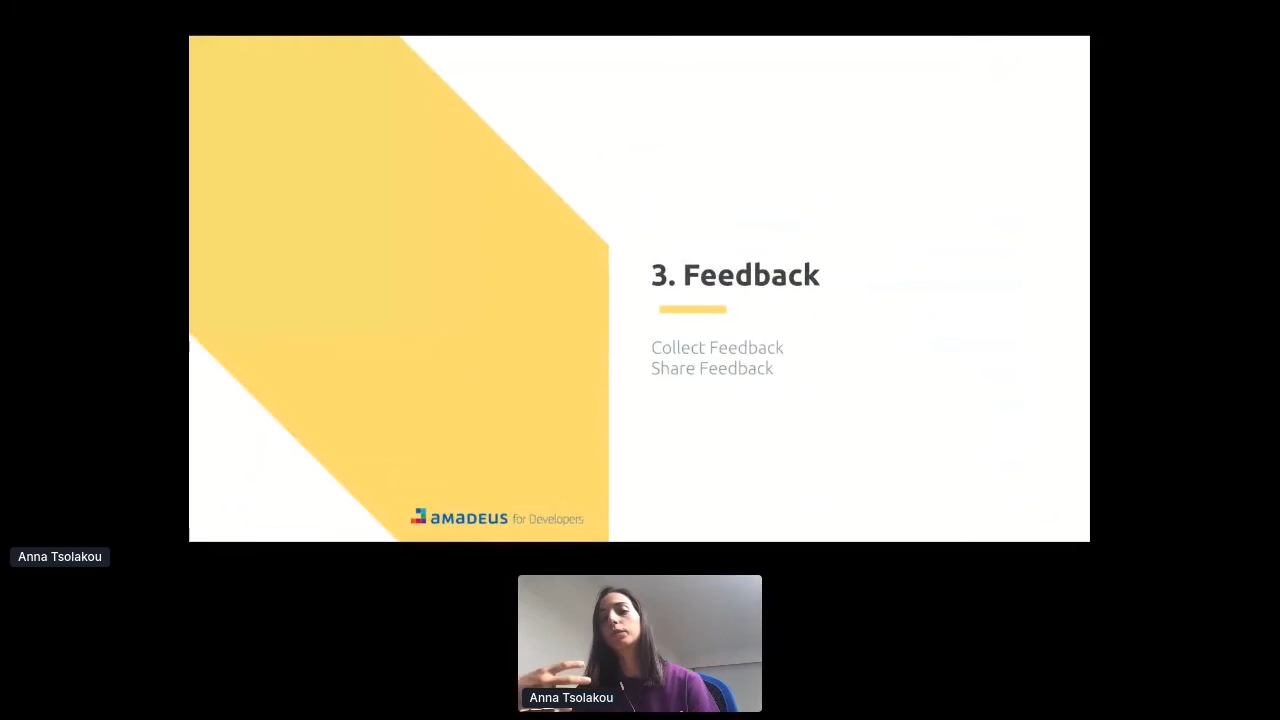 3. Feedback
Collect Feedback
Share Feedback
amadeus for Developers
Anna Tsolakou
Anna Tsolakou